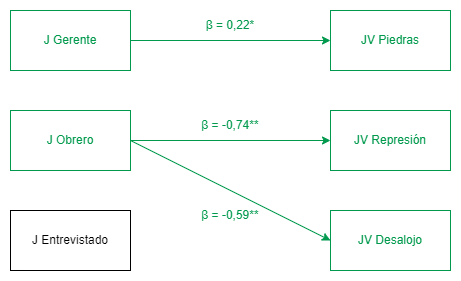 J Gerente
β = 0,22*
JV Piedras
J Obrero
β = -0,74**
JV Represión
β = -0,59**
J Entrevistado
JV Desalojo